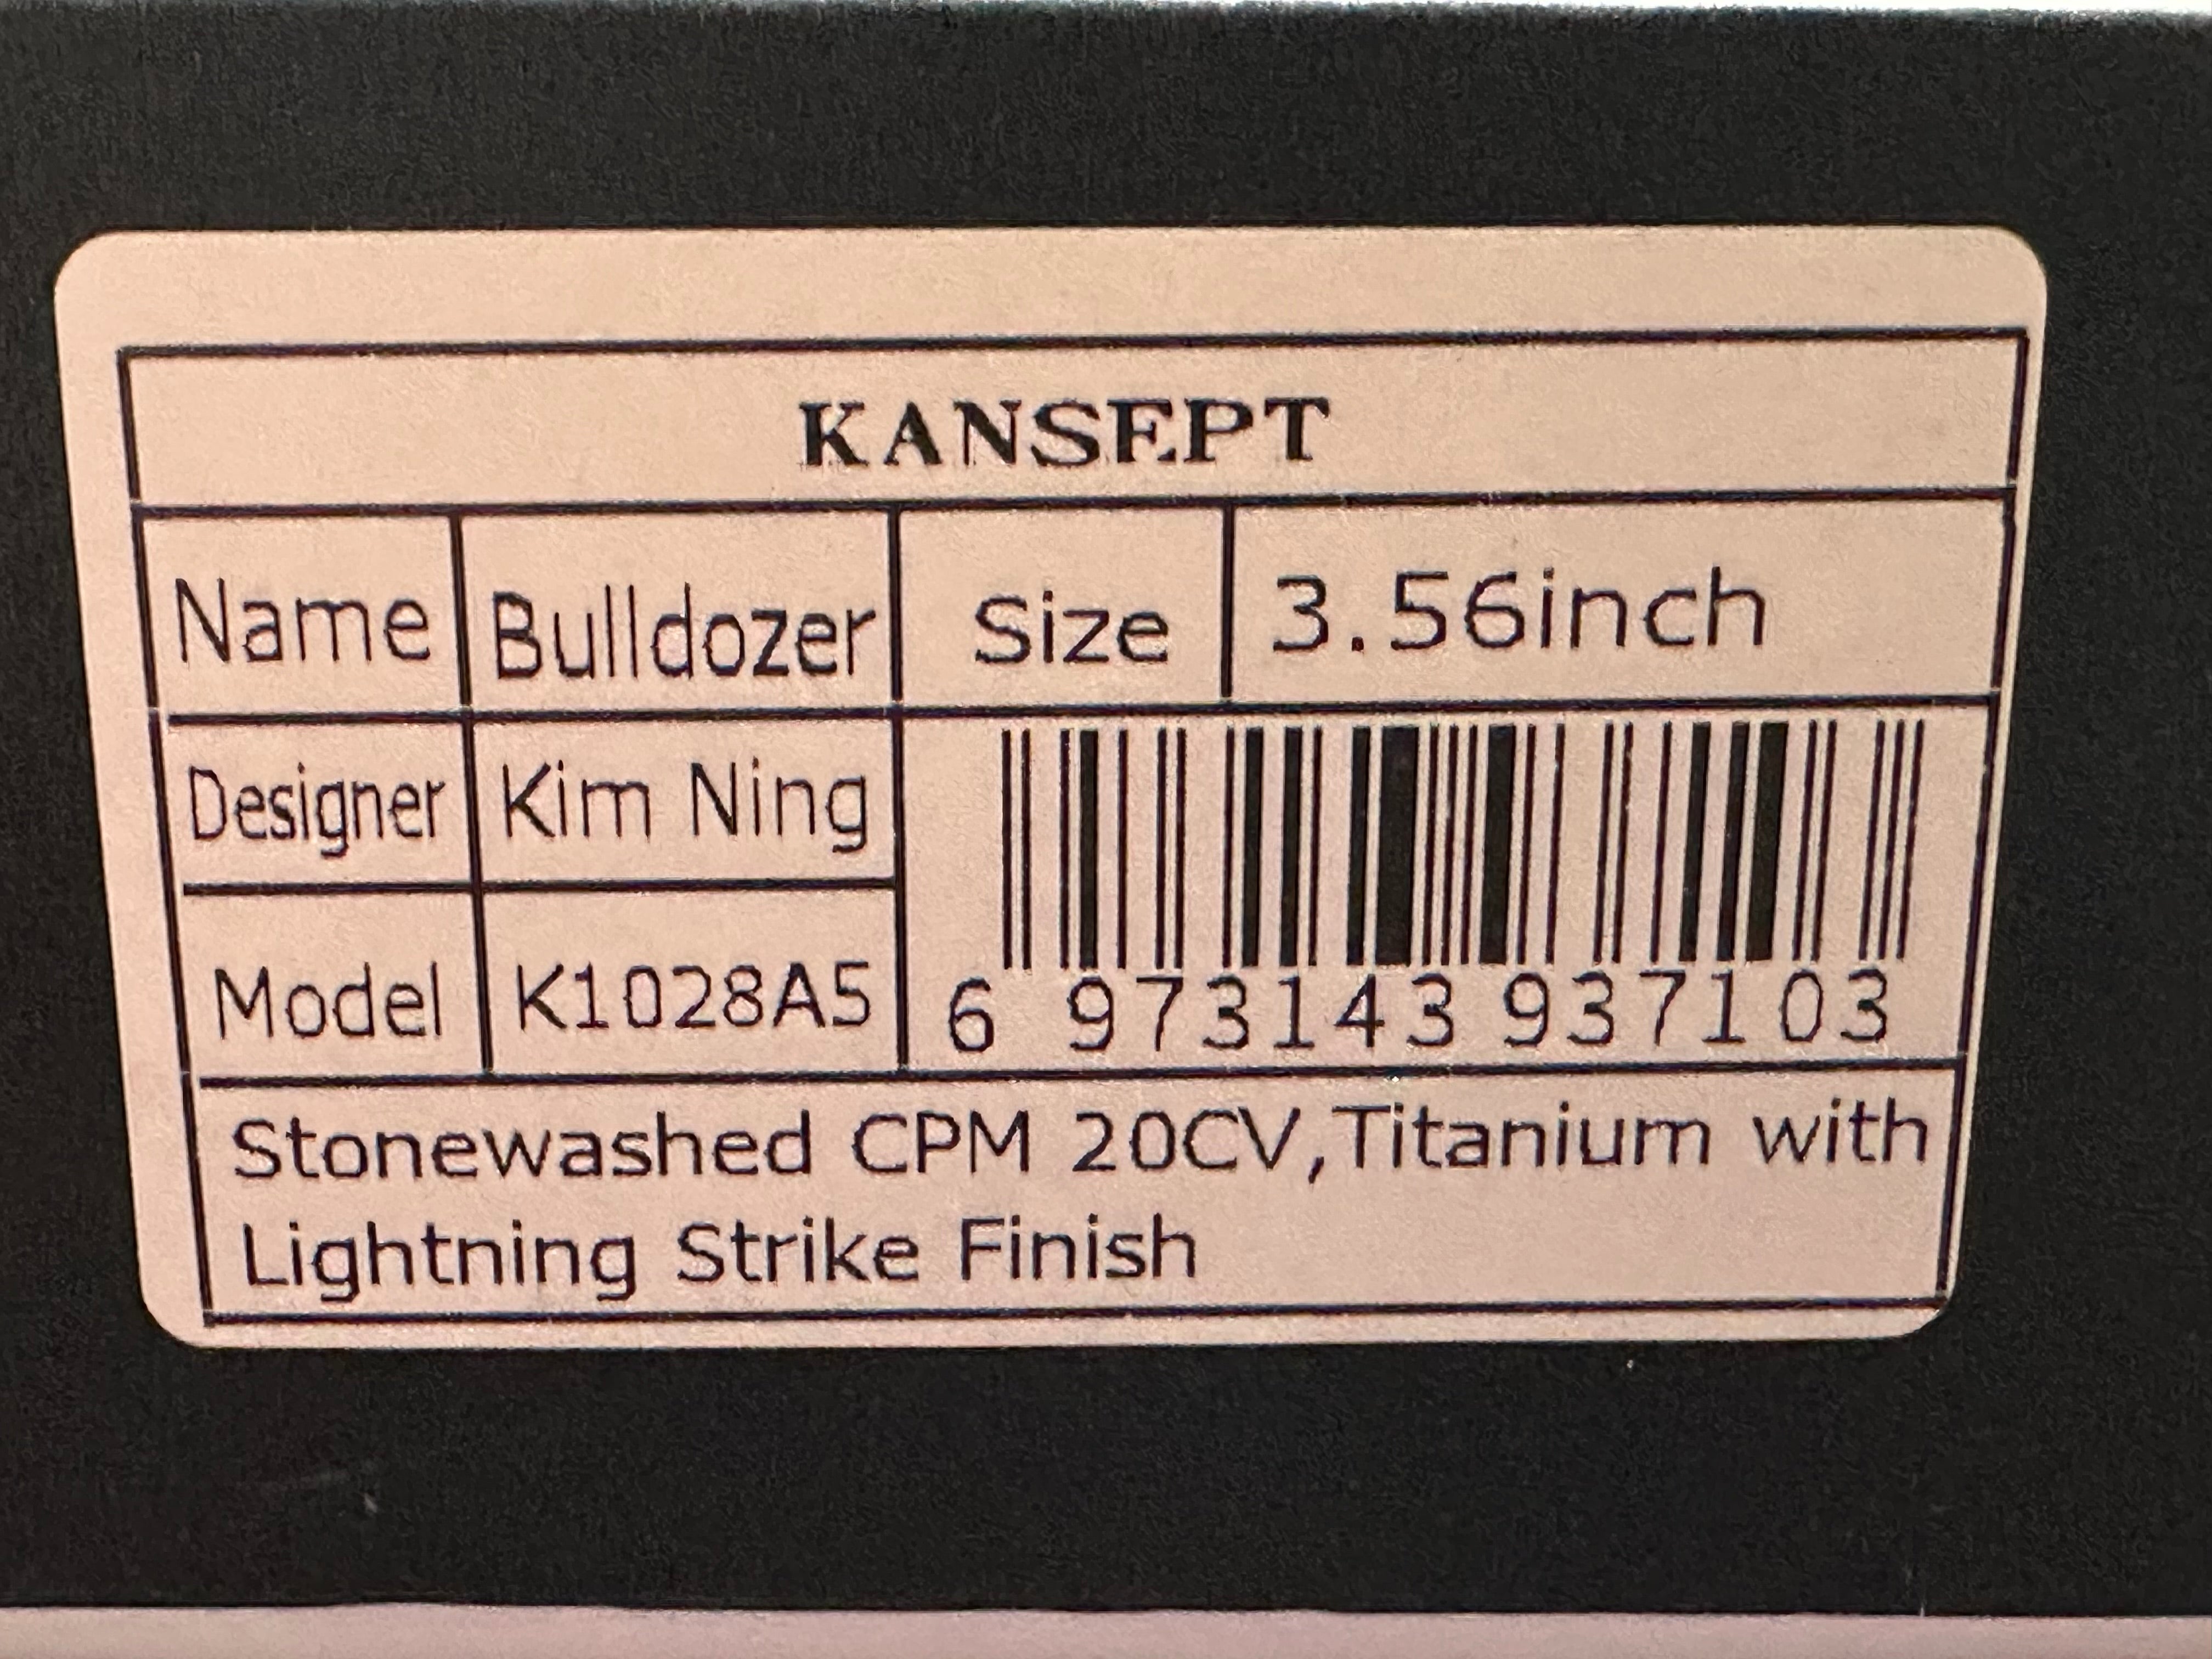 KANSEPT
Name Bulldozer Size 3.56inch
Designer Kim Ning
Model K1028A5 6 973143 937103
Stonewashed CPM 20CV,Titanium with
Lightning Strike Finish